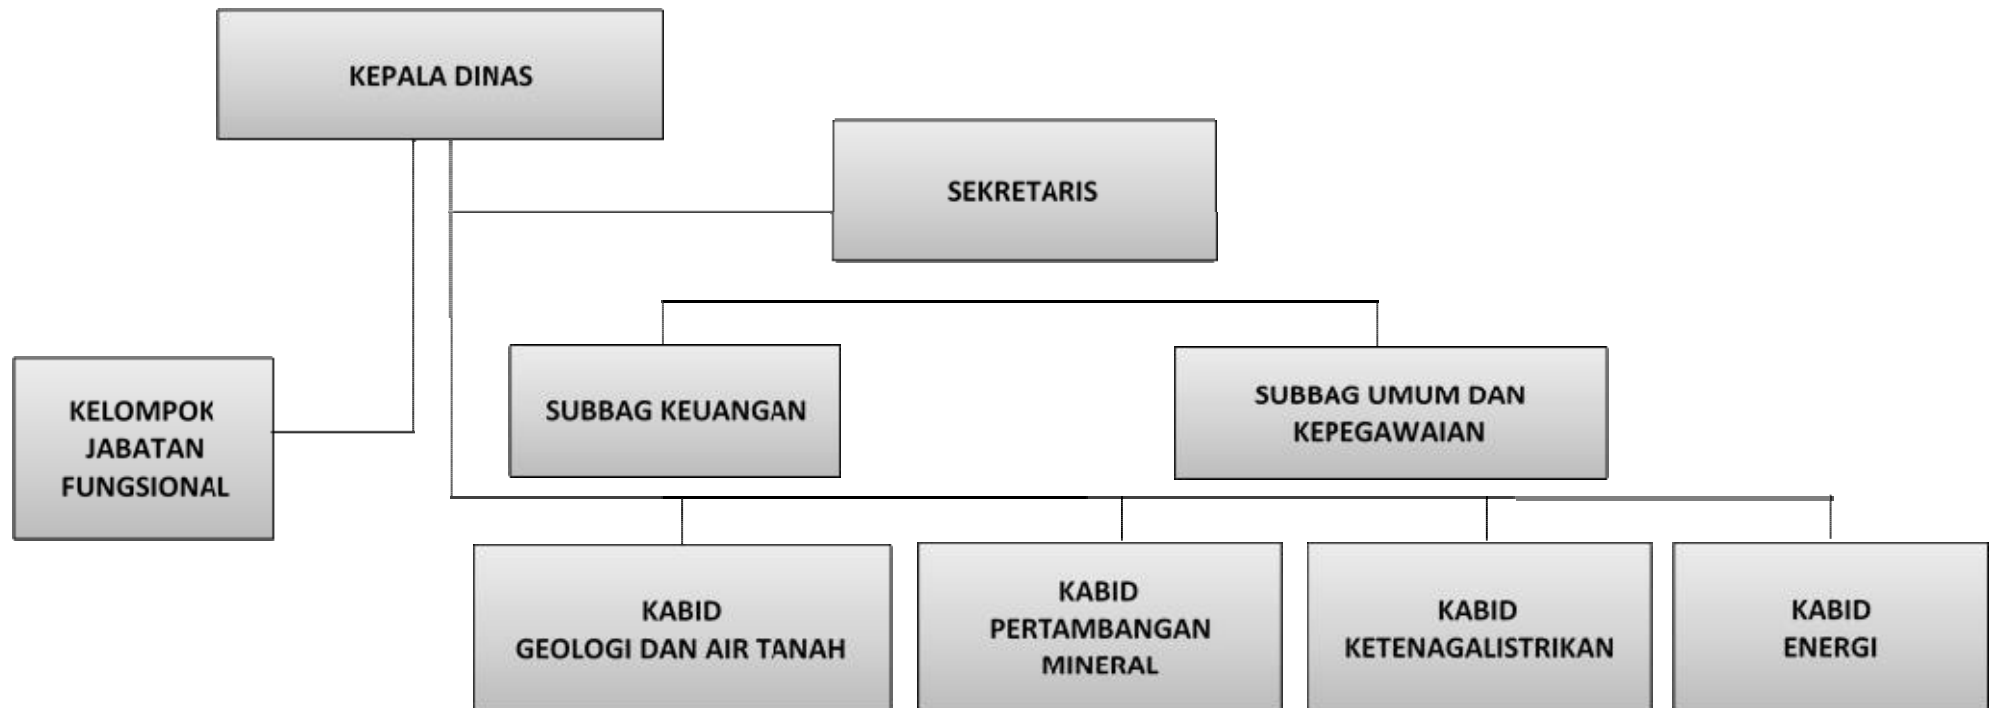 KEPALA DINAS
SEKRETARIS
KELOMPOK
JABATAN
FUNGSIONAL
SUBBAG KEUANGAN
SUBBAG UMUM DAN
KEPEGAWAIAN
KABID
GEOLOGI DAN AIR TANAH
KABID
PERTAMBANGAN
MINERAL
KABID
KETENAGALISTRIKAN
KABID
ENERGI